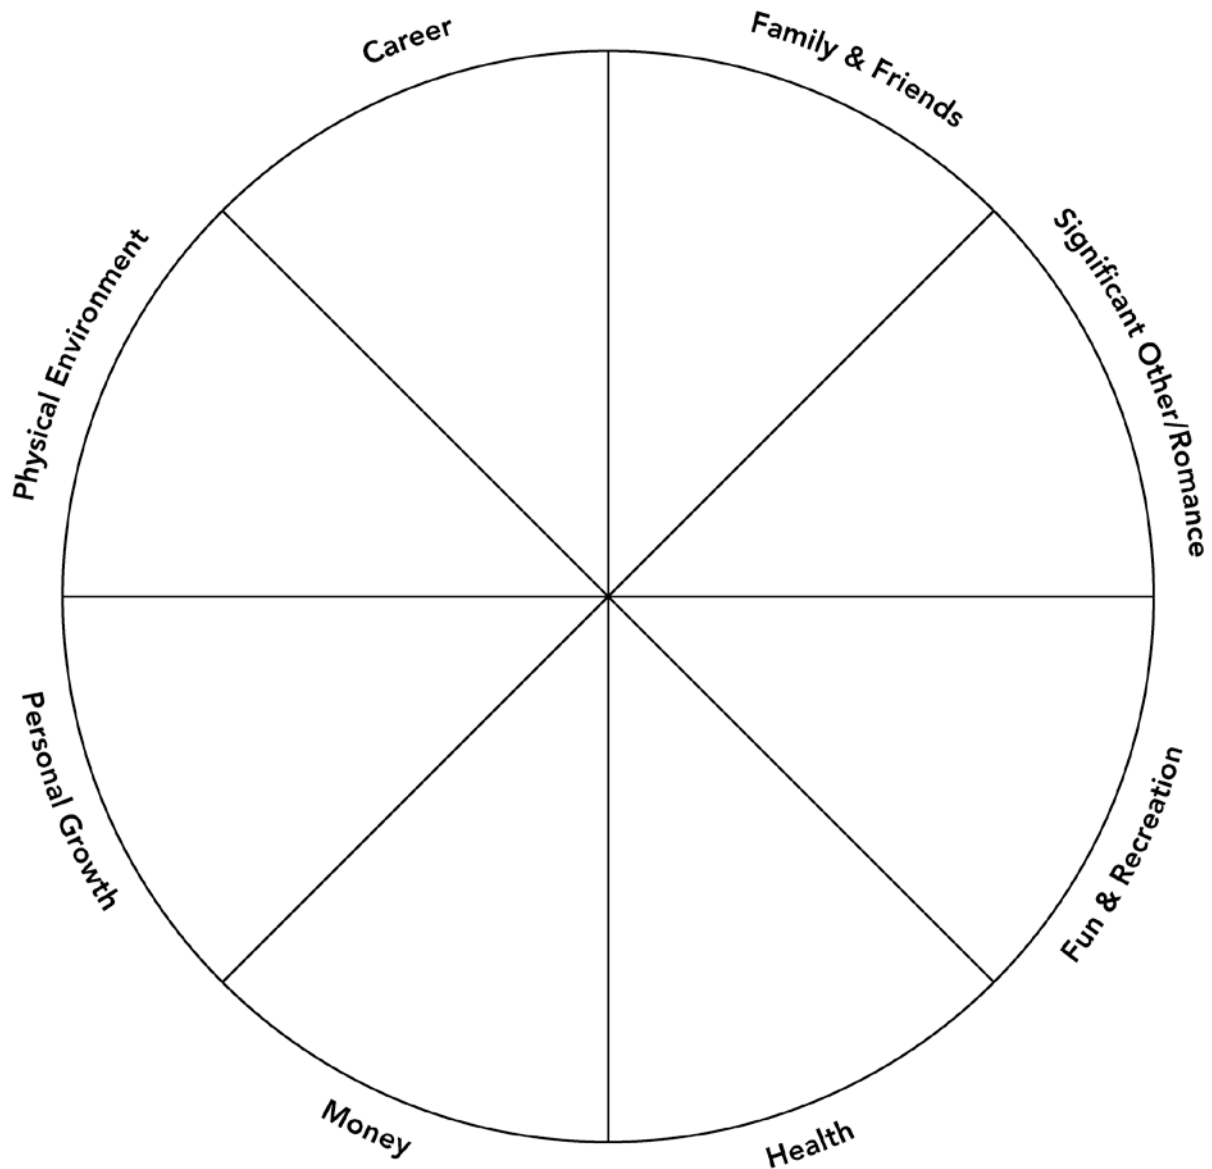 Career
Family & Friends
Significant Other/Romance
Fun & Recreation
Health
Money
Personal Growth
Physical Environment